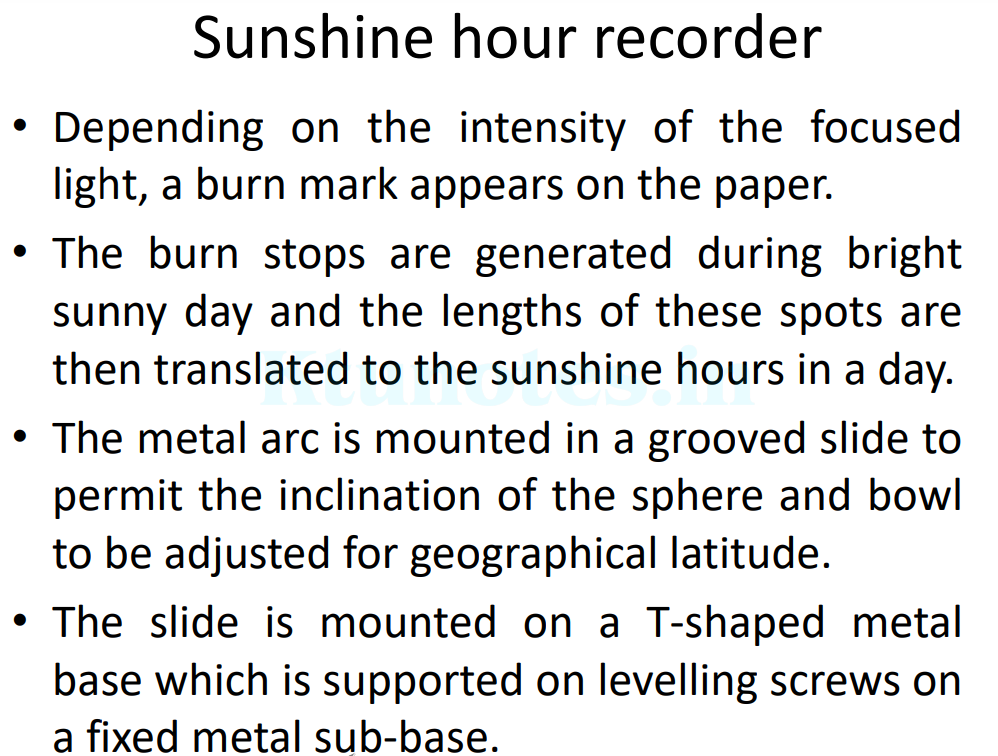 Sunshine hour recorder
• Depending on the intensity of the focused
light, a burn mark appears on the paper.
• The burn stops are generated during bright
sunny day and the lengths of these spots are
then translated to the sunshine hours in a day.
Ktunotes.in
• The metal arc is mounted in a grooved slide to
permit the inclination of the sphere and bowl
to be adjusted for geographical latitude.
• The slide is mounted on a T-shaped metal
base which is supported on levelling screws on
a fixed metal sub-base.